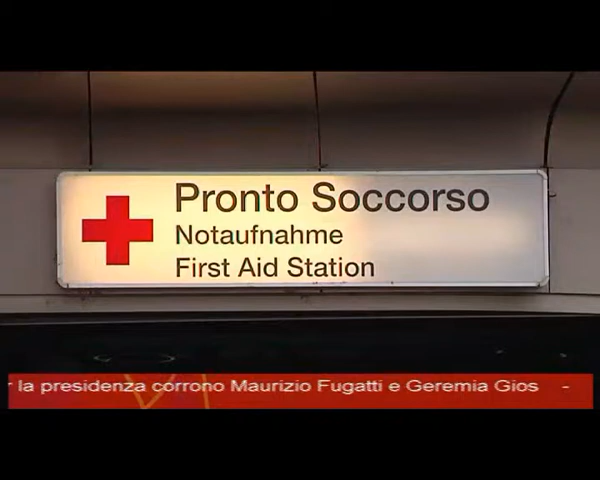 Pronto Soccorso
Notaufnahme
First Aid Station
r la presidenza corrono Maurizio Fugatti e Geremia Gios -